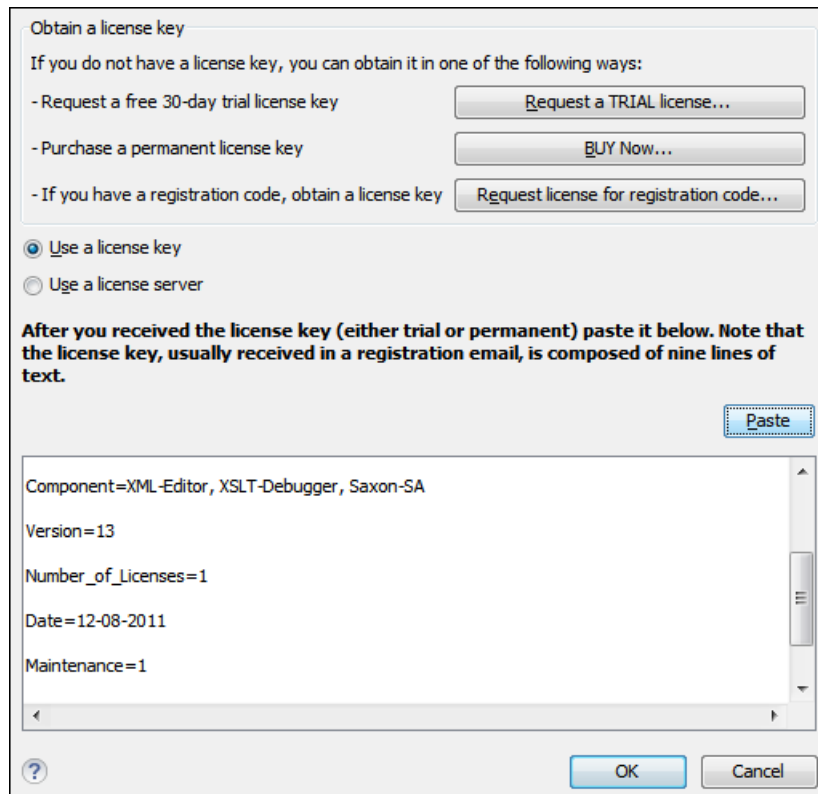 Obtain a license key
If you do not have a license key, you can obtain it in one of the following ways:
- Request a free 30-day trial license key
Request a TRIAL license...
- Purchase a permanent license key
BUY Now...
- If you have a registration code, obtain a license key
Request license for registration code...
Use a license key
Use a license server
After you received the license key (either trial or permanent) paste it below. Note that
the license key, usually received in a registration email, is composed of nine lines of
text.
Paste
Component=XML-Editor, XSLT-Debugger, Saxon-SA
Version=13
Number_of_Licenses=1
Date=12-08-2011
Maintenance=1
?
OK
Cancel